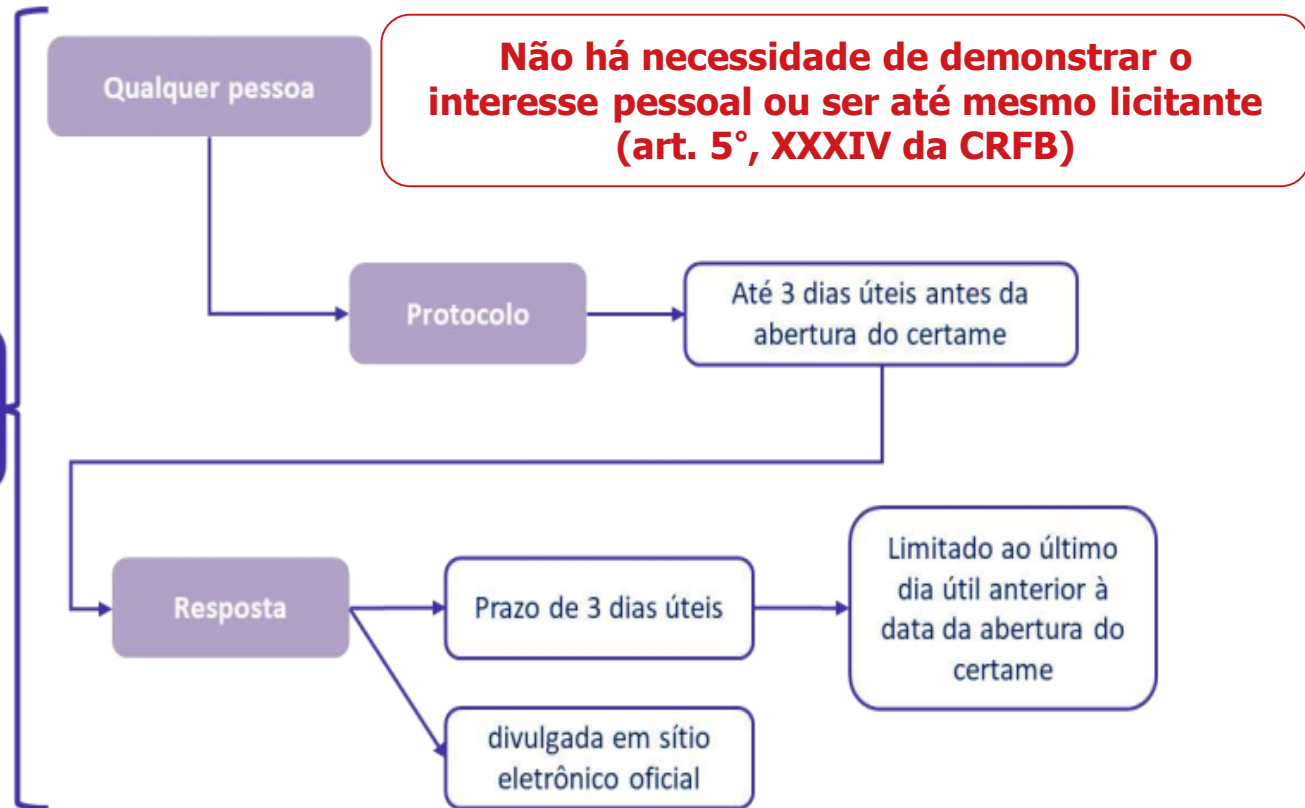 Qualquer pessoa
Não há necessidade de demonstrar o
interesse pessoal ou ser até mesmo licitante
(art. 5°, XXXIV da CRFB)
Protocolo
Até 3 dias úteis antes da
abertura do certame
Resposta
Prazo de 3 dias úteis
Limitado ao último
dia útil anterior à
data da abertura do
certame
divulgada em sítio
eletrônico oficial